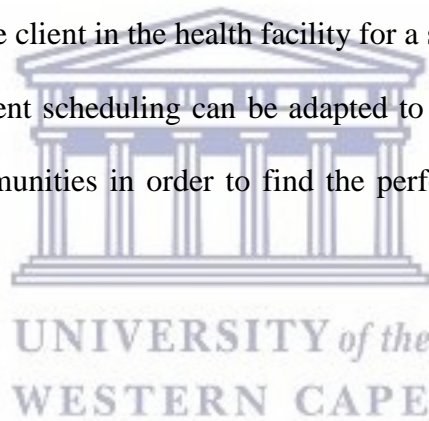 e client in the health facility for a s
ent scheduling can be adapted to
munities in order to find the perf
UNIVERSITY of the
WESTERN CAPE